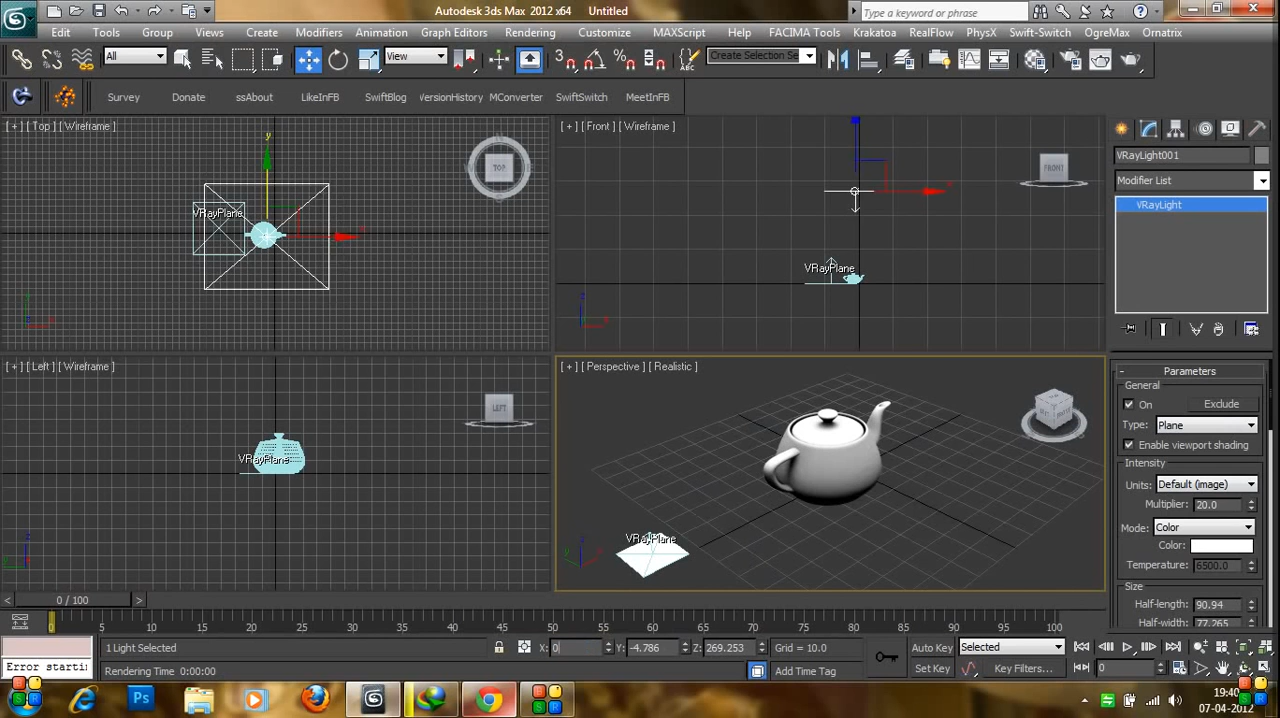 Autodesk 3ds Max 2012 x64 Untitled
Type a keyword or phrase
Edit Tools Group Views Create Modifiers Animation Graph Editors Rendering Customize MAXScript Help FACIMA Tools Krakatoa RealFlow PhysX Swift-Switch OgreMax Ornatrix
All View Create Selection Se
Survey Donate ssAbout LikeInFB SwiftBlog VersionHistory MConverter SwiftSwitch MeetInFB
[ + ] [ Top ] [ Wireframe ]
TOP
y
VRayPlane
x
[ + ] [ Front ] [ Wireframe ]
FRONT
x
VRayPlane
[ + ] [ Left ] [ Wireframe ]
LEFT
VRayPlane
[ + ] [ Perspective ] [ Realistic ]
VRayPlane
VRayLight001
Modifier List
VRayLight
- Parameters
General
On Exclude
Type: Plane
Enable viewport shading
Intensity
Units: Default (image)
Multiplier: 20.0
Mode: Color
Color:
Temperature: 6500.0
Size
Half-length: 90.94
Half-width: 77.265
< 0 / 100 >
0 5 10 15 20 25 30 35 40 45 50 55 60 65 70 75 80 85 90 95 100
1 Light Selected X: 0 Y: -4.786 Z: 269.253 Grid = 10.0 Auto Key Selected
Error starti Rendering Time 0:00:00 Add Time Tag Set Key Key Filters... 0
Ps
19:40
07-04-2012